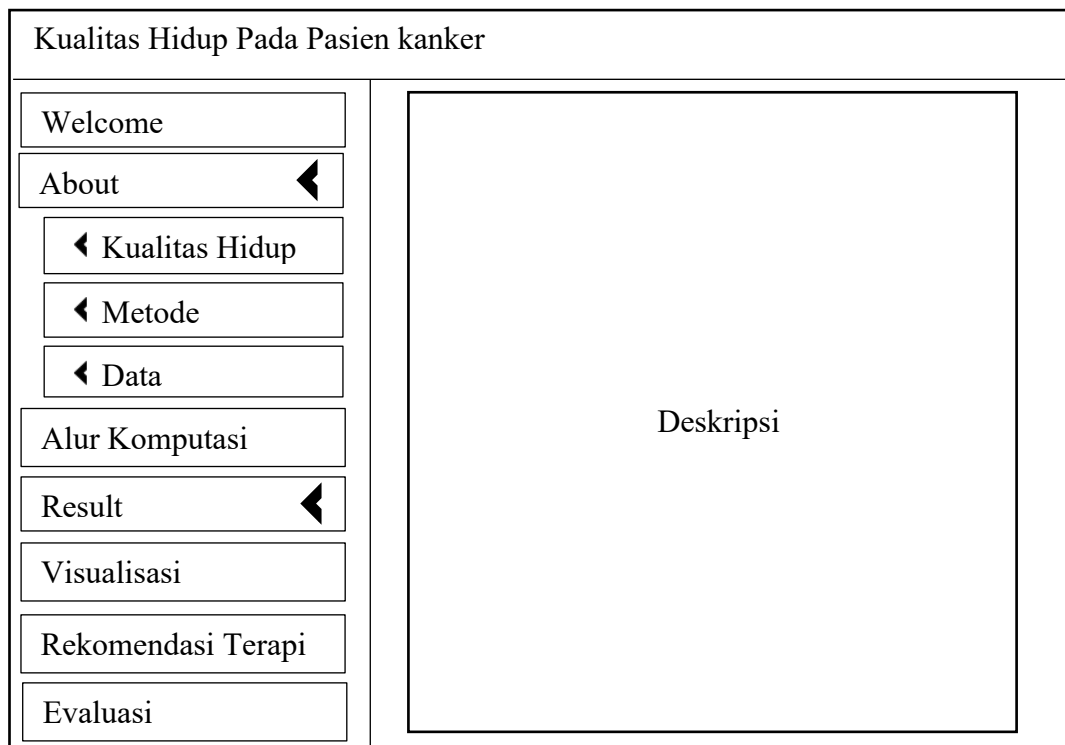 Kualitas Hidup Pada Pasien kanker
Welcome
About
Kualitas Hidup
Metode
Data
Alur Komputasi
Result
Visualisasi
Rekomendasi Terapi
Evaluasi
Deskripsi